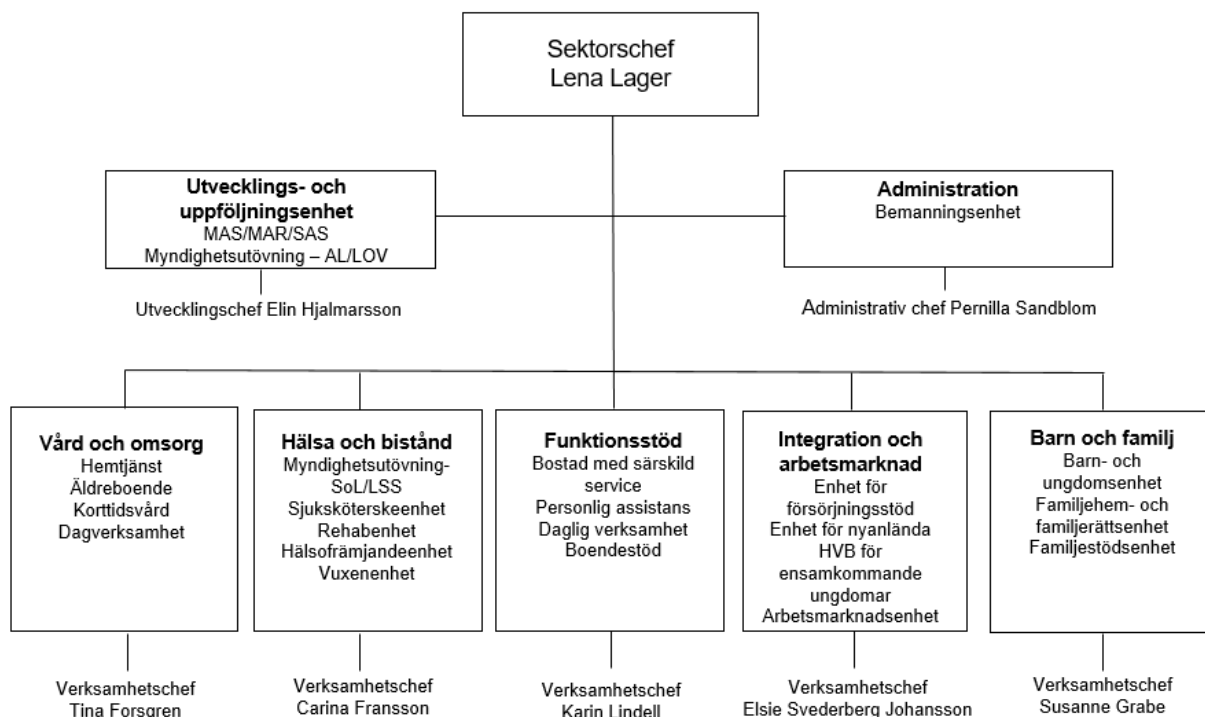 Sektorschef
Lena Lager
Utvecklings- och
uppföljningsenhet
MAS/MAR/SAS
Myndighetsutövning – AL/LOV
Utvecklingschef Elin Hjalmarsson
Administration
Bemanningsenhet
Administrativ chef Pernilla Sandblom
Vård och omsorg
Hemtjänst
Äldreboende
Korttidsvård
Dagverksamhet
Verksamhetschef
Tina Forsgren
Hälsa och bistånd
Myndighetsutövning-
SoL/LSS
Sjuksköterskeenhet
Rehabenhet
Hälsofrämjandeenhet
Vuxenenhet
Verksamhetschef
Carina Fransson
Funktionsstöd
Bostad med särskild
service
Personlig assistans
Daglig verksamhet
Boendestöd
Verksamhetschef
Karin Lindell
Integration och
arbetsmarknad
Enhet för
försörjningsstöd
Enhet för nyanlända
HVB för
ensamkommande
ungdomar
Arbetsmarknadsenhet
Verksamhetschef
Elsie Svederberg Johansson
Barn och familj
Barn- och
ungdomsenhet
Familjehem- och
familjerättsenhet
Familjestödsenhet
Verksamhetschef
Susanne Grabe